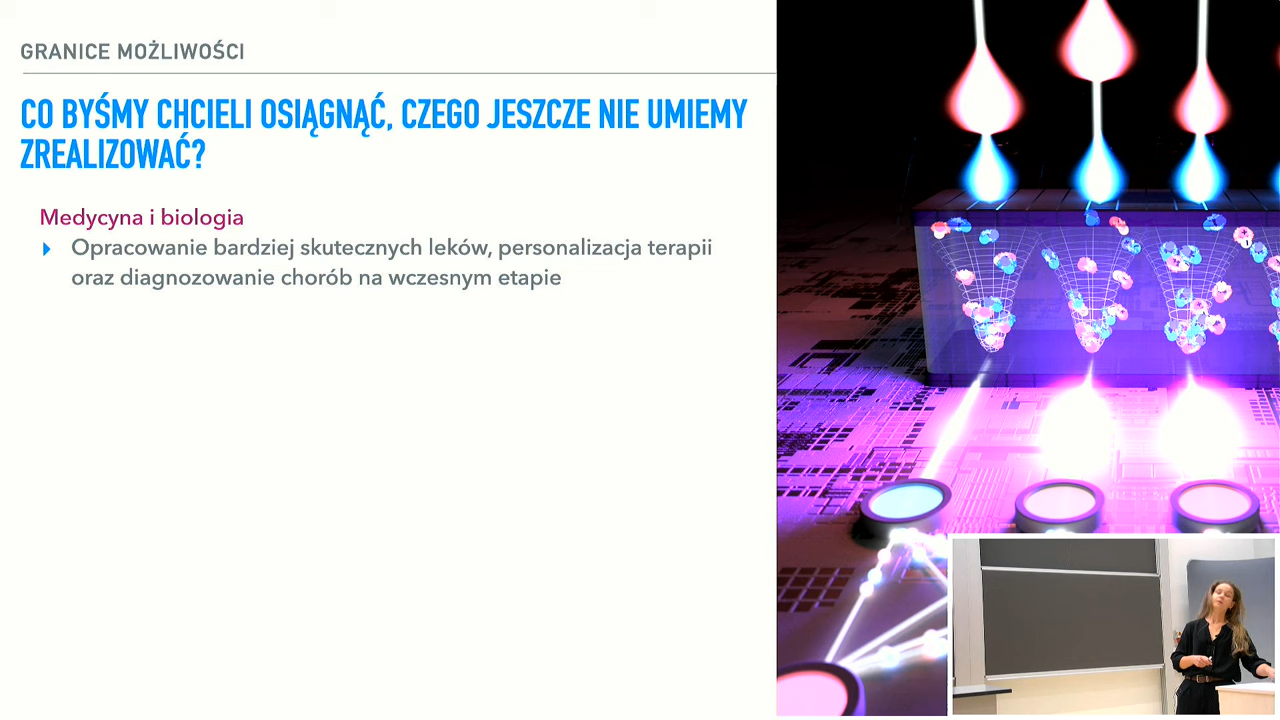 GRANICE MOŻLIWOŚCI
CO BYŚMY CHCIELI OSIĄGNĄĆ, CZEGO JESZCZE NIE UMIEMY
ZREALIZOWAĆ?
Medycyna i biologia
Opracowanie bardziej skutecznych leków, personalizacja terapii
oraz diagnozowanie chorób na wczesnym etapie